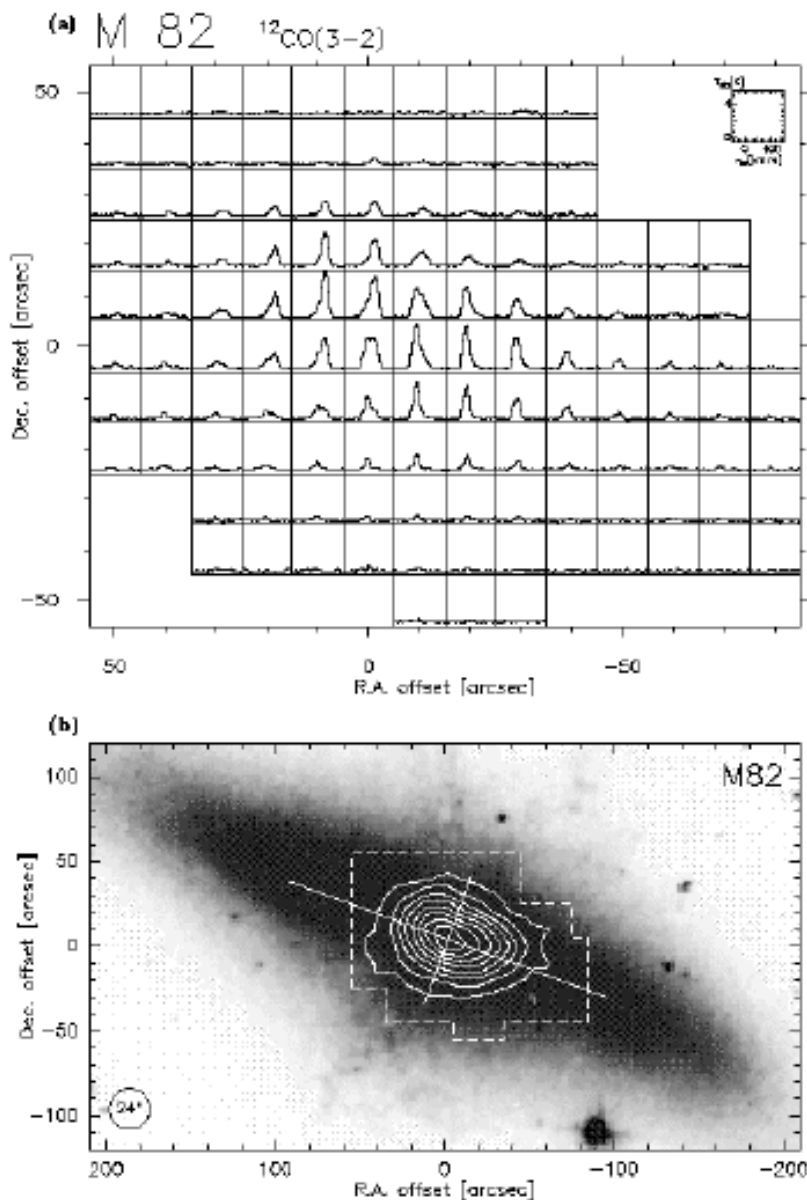 (a) M 82 ¹²CO(3−2)
50
0
−50
Dec. offset [arcsec]
50 0 −50
R.A. offset [arcsec]
(b)
M82
100
50
0
−50
−100
Dec. offset [arcsec]
24"
200 100 0 −100 −200
R.A. offset [arcsec]